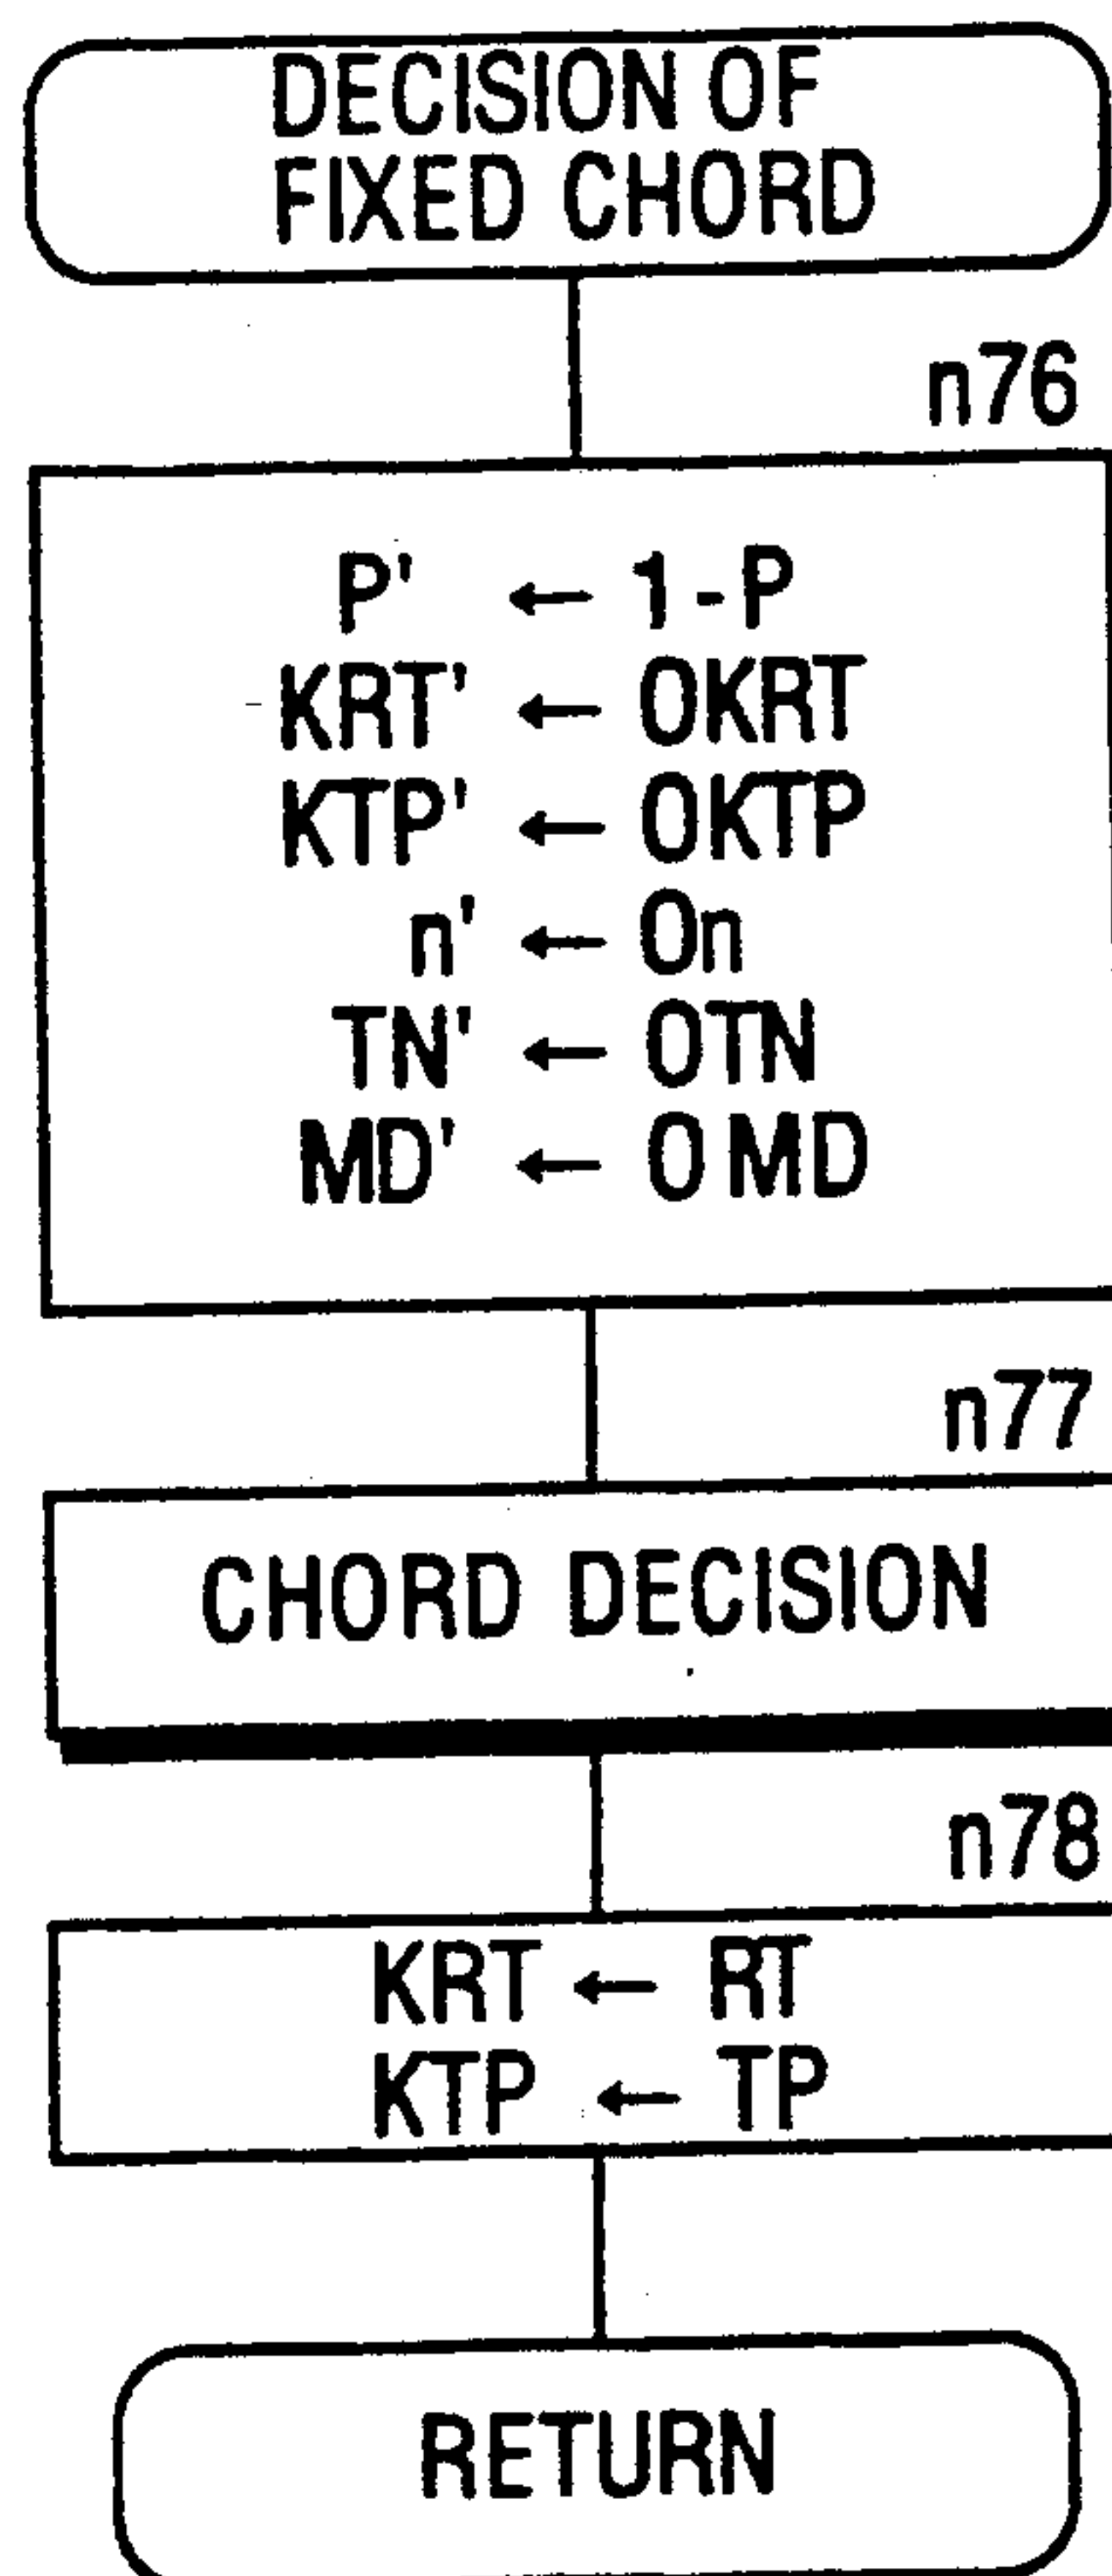 DECISION OF
FIXED CHORD
n76
P' ← 1-P
KRT' ← OKRT
KTP' ← OKTP
n' ← On
TN' ← OTN
MD' ← OMD
n77
CHORD DECISION
n78
KRT ← RT
KTP ← TP
RETURN